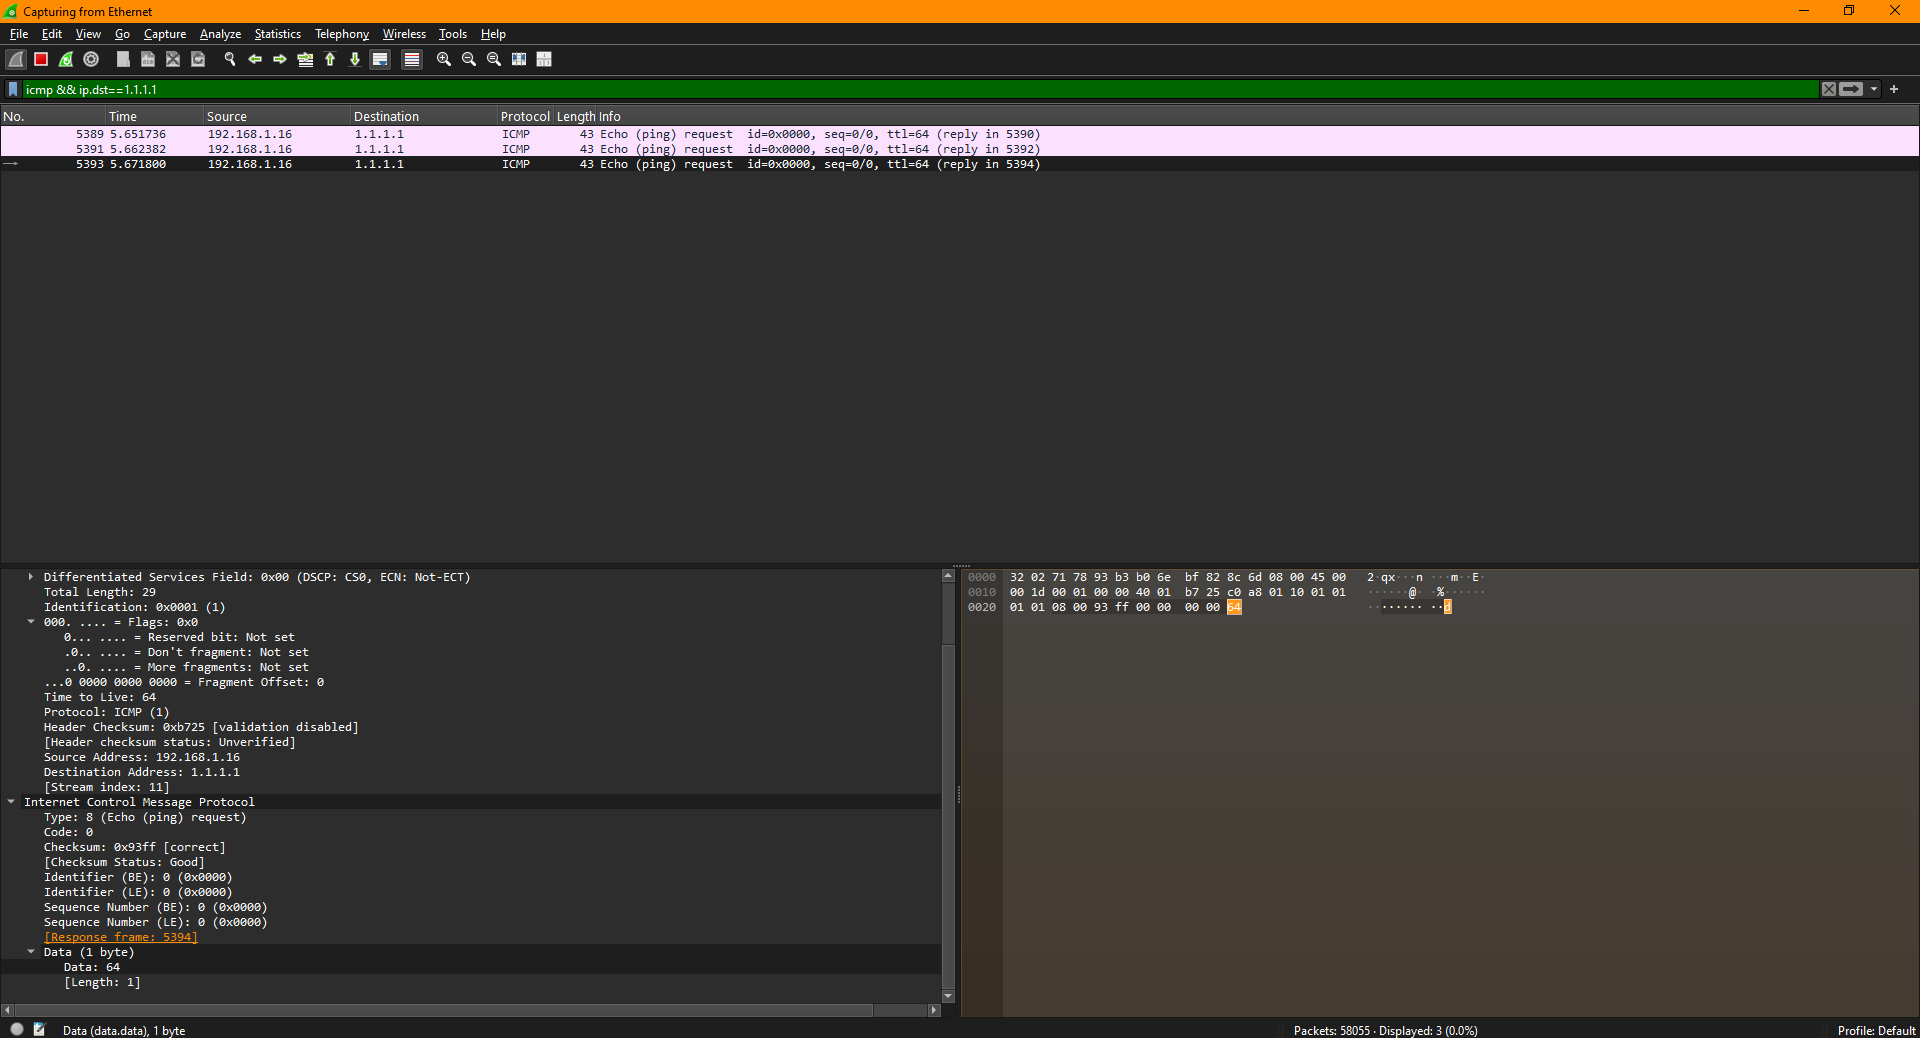 Capturing from Ethernet
File Edit View Go Capture Analyze Statistics Telephony Wireless Tools Help
icmp && ip.dst==1.1.1.1
No. Time Source Destination Protocol Length Info
5389 5.651736 192.168.1.16 1.1.1.1 ICMP 43 Echo (ping) request id=0x0000, seq=0/0, ttl=64 (reply in 5390)
5391 5.662382 192.168.1.16 1.1.1.1 ICMP 43 Echo (ping) request id=0x0000, seq=0/0, ttl=64 (reply in 5392)
5393 5.671800 192.168.1.16 1.1.1.1 ICMP 43 Echo (ping) request id=0x0000, seq=0/0, ttl=64 (reply in 5394)
Differentiated Services Field: 0x00 (DSCP: CS0, ECN: Not-ECT)
Total Length: 29
Identification: 0x0001 (1)
000. .... = Flags: 0x0
0... .... = Reserved bit: Not set
.0.. .... = Don't fragment: Not set
..0. .... = More fragments: Not set
...0 0000 0000 0000 = Fragment Offset: 0
Time to Live: 64
Protocol: ICMP (1)
Header Checksum: 0xb725 [validation disabled]
[Header checksum status: Unverified]
Source Address: 192.168.1.16
Destination Address: 1.1.1.1
[Stream index: 11]
Internet Control Message Protocol
Type: 8 (Echo (ping) request)
Code: 0
Checksum: 0x93ff [correct]
[Checksum Status: Good]
Identifier (BE): 0 (0x0000)
Identifier (LE): 0 (0x0000)
Sequence Number (BE): 0 (0x0000)
Sequence Number (LE): 0 (0x0000)
[Response frame: 5394]
Data (1 byte)
Data: 64
[Length: 1]
0000 32 02 71 78 93 b3 b0 6e bf 82 8c 6d 08 00 45 00 2·qx···n ···m··E·
0010 00 1d 00 01 00 00 40 01 b7 25 c0 a8 01 10 01 01 ······@· ·%······
0020 01 01 08 00 93 ff 00 00 00 00 64 ········ ··d
Data (data.data), 1 byte
Packets: 58055 · Displayed: 3 (0.0%)
Profile: Default